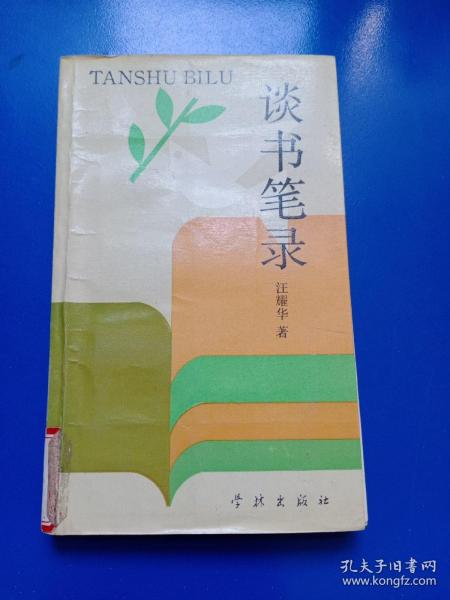 TANSHU BILU
谈书笔录
汪耀华 著
学林出版社
孔夫子旧书网
www.kongfz.com